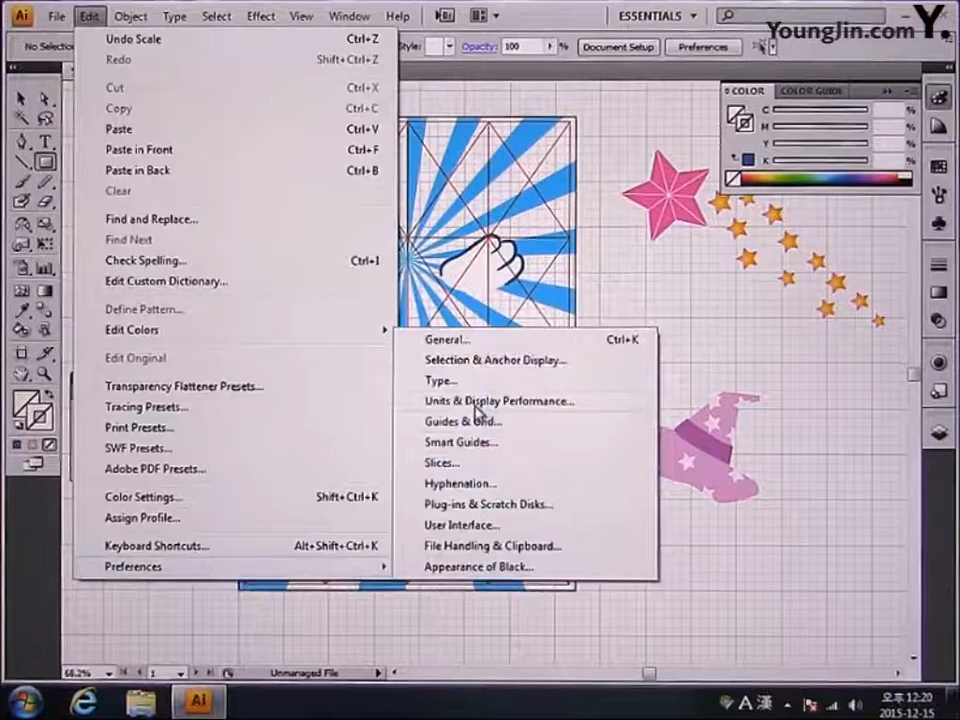 Ai File Edit Object Type Select Effect View Window Help Br ESSENTIALS
YoungJin.com Y.
No Selection Style: Opacity: 100 % Document Setup Preferences
Undo Scale Ctrl+Z
Redo Shift+Ctrl+Z
Cut Ctrl+X
Copy Ctrl+C
Paste Ctrl+V
Paste in Front Ctrl+F
Paste in Back Ctrl+B
Clear
Find and Replace...
Find Next
Check Spelling... Ctrl+I
Edit Custom Dictionary...
Define Pattern...
Edit Colors
Edit Original
Transparency Flattener Presets...
Tracing Presets...
Print Presets...
SWF Presets...
Adobe PDF Presets...
Color Settings... Shift+Ctrl+K
Assign Profile...
Keyboard Shortcuts... Alt+Shift+Ctrl+K
Preferences
General... Ctrl+K
Selection & Anchor Display...
Type...
Units & Display Performance...
Guides & Grid...
Smart Guides...
Slices...
Hyphenation...
Plug-ins & Scratch Disks...
User Interface...
File Handling & Clipboard...
Appearance of Black...
COLOR COLOR GUIDE
C %
M %
Y %
K %
68.2% 1 Unmanaged File
Ai A 漢 오후 12:20
2015-12-15